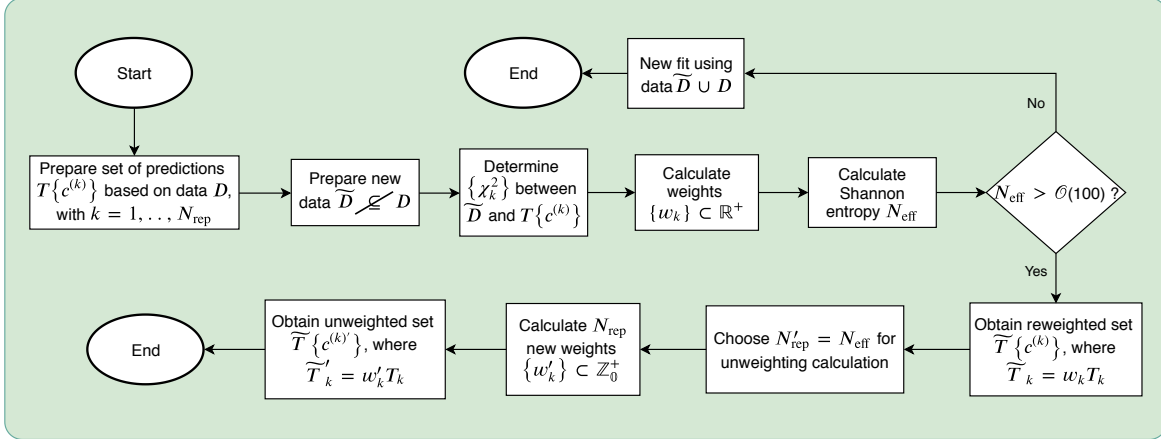 Start
Prepare set of predictions
T{c^(k)} based on data D,
with k = 1, . . , N_rep
Prepare new
data D̃ ⊈ D
Determine
{χ_k^2} between
D̃ and T{c^(k)}
Calculate
weights
{w_k} ⊂ ℝ^+
Calculate
Shannon
entropy N_eff
N_eff > 𝒪(100) ?
No
New fit using
data D̃ ∪ D
End
Yes
Obtain reweighted set
T̃ {c^(k)}, where
T̃_k = w_k T_k
Choose N'_rep = N_eff for
unweighting calculation
Calculate N_rep
new weights
{w'_k} ⊂ ℤ_0^+
Obtain unweighted set
T̃ {c^(k)'}, where
T̃'_k = w'_k T_k
End